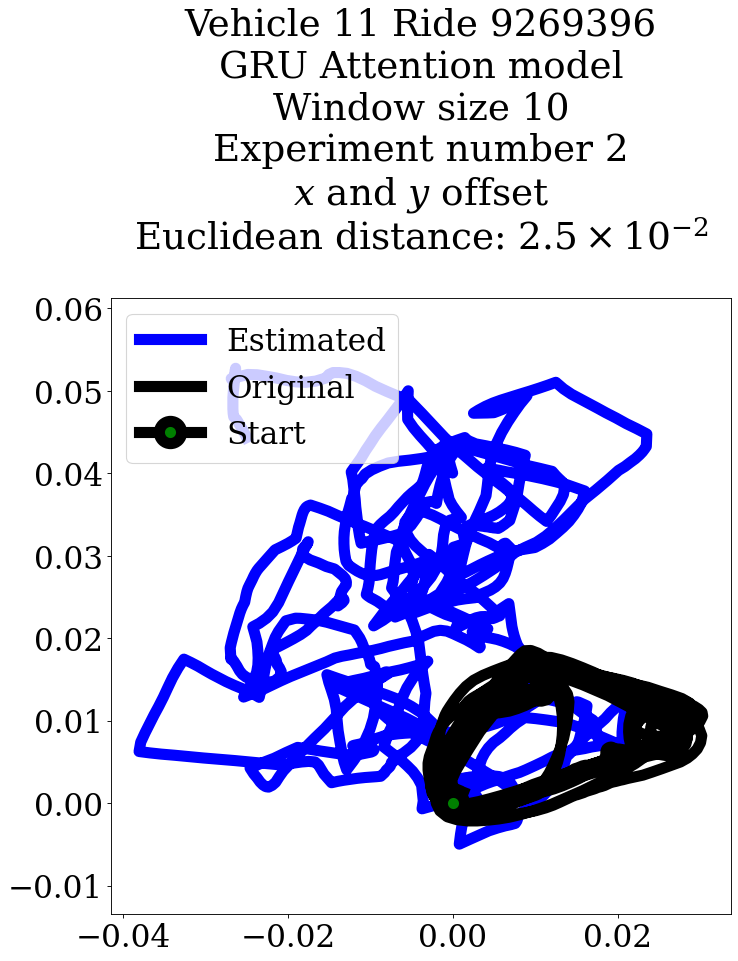 Vehicle 11 Ride 9269396
GRU Attention model
Window size 10
Experiment number 2
x and y offset
Euclidean distance: 2.5 × 10⁻²
Estimated
Original
Start
0.06
0.05
0.04
0.03
0.02
0.01
0.00
−0.01
−0.04 −0.02 0.00 0.02